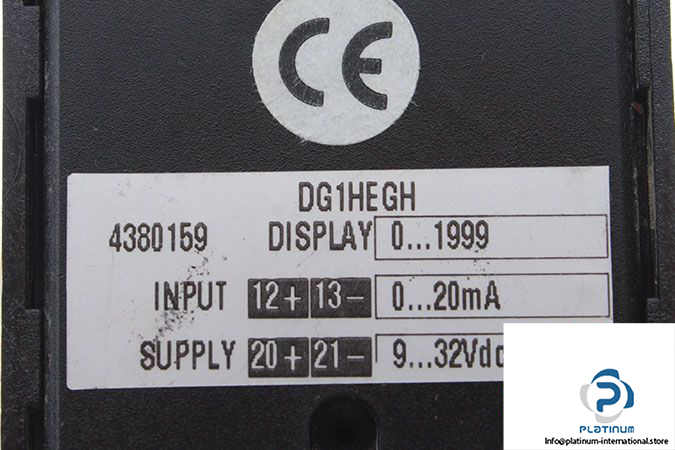 CE
DG1HEGH
4380159 DISPLAY 0...1999
INPUT 12+ 13- 0...20mA
SUPPLY 20+ 21- 9...32Vdc
PLATINUM
Info@platinum-international.store